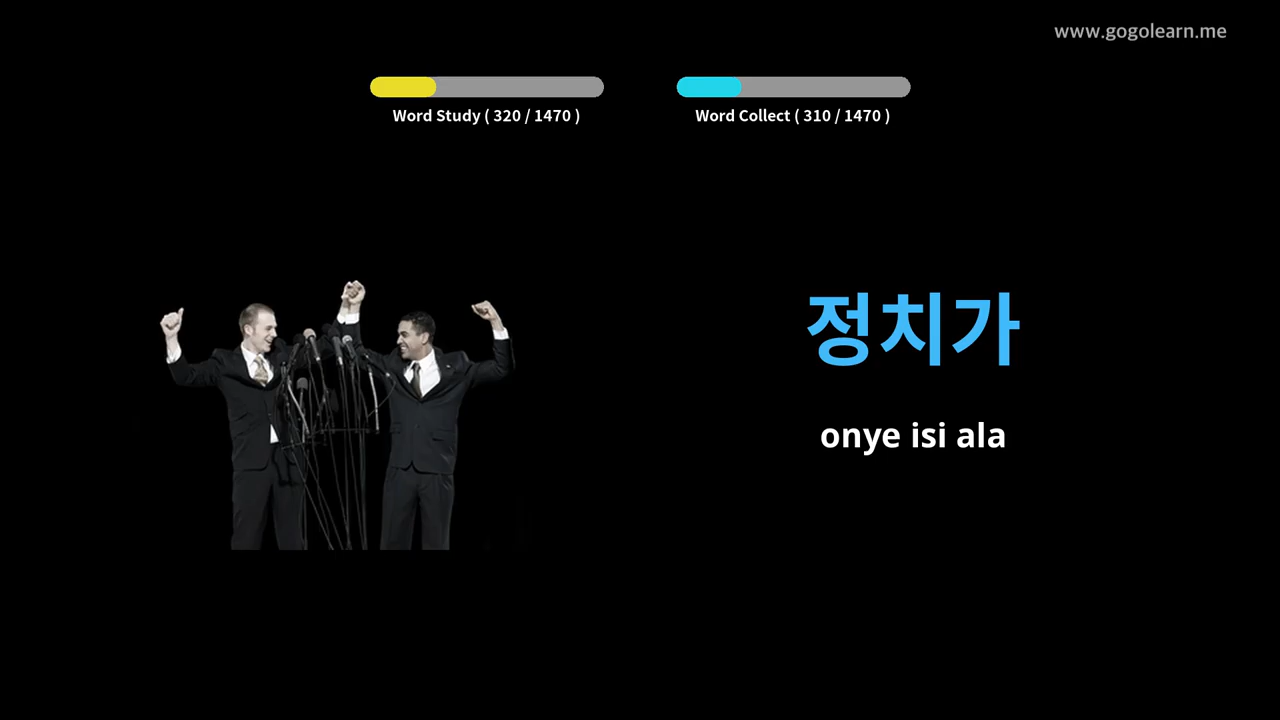 www.gogolearn.me
Word Study ( 320 / 1470 )
Word Collect ( 310 / 1470 )
정치가
onye isi ala